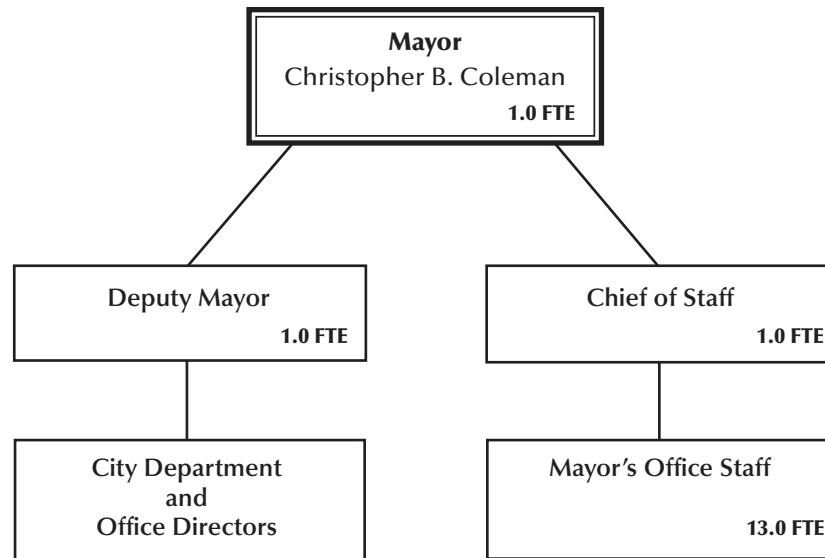 Mayor
Christopher B. Coleman
1.0 FTE
Deputy Mayor
1.0 FTE
Chief of Staff
1.0 FTE
City Department
and
Office Directors
Mayor’s Office Staff
13.0 FTE